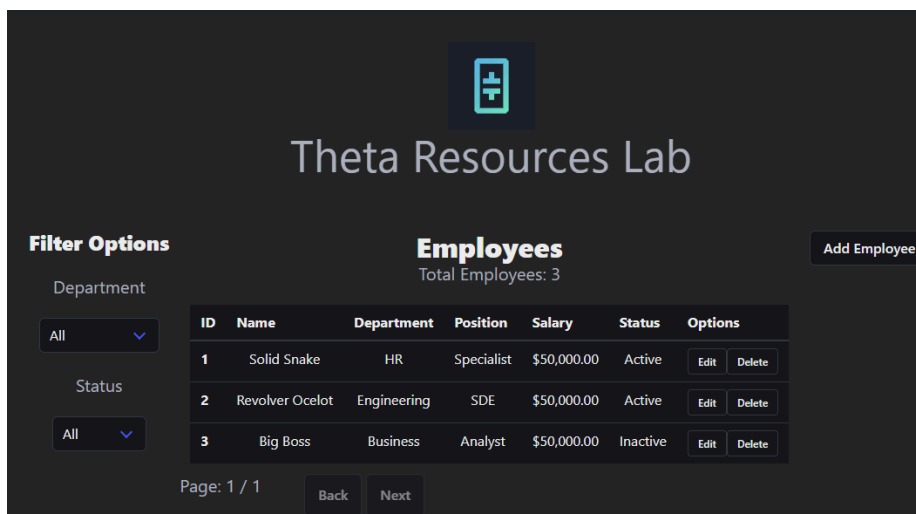 Theta Resources Lab
Filter Options
Employees
Add Employee
Total Employees: 3
Department
All
Status
All
ID Name Department Position Salary Status Options
1 Solid Snake HR Specialist $50,000.00 Active Edit Delete
2 Revolver Ocelot Engineering SDE $50,000.00 Active Edit Delete
3 Big Boss Business Analyst $50,000.00 Inactive Edit Delete
Page: 1 / 1
Back Next